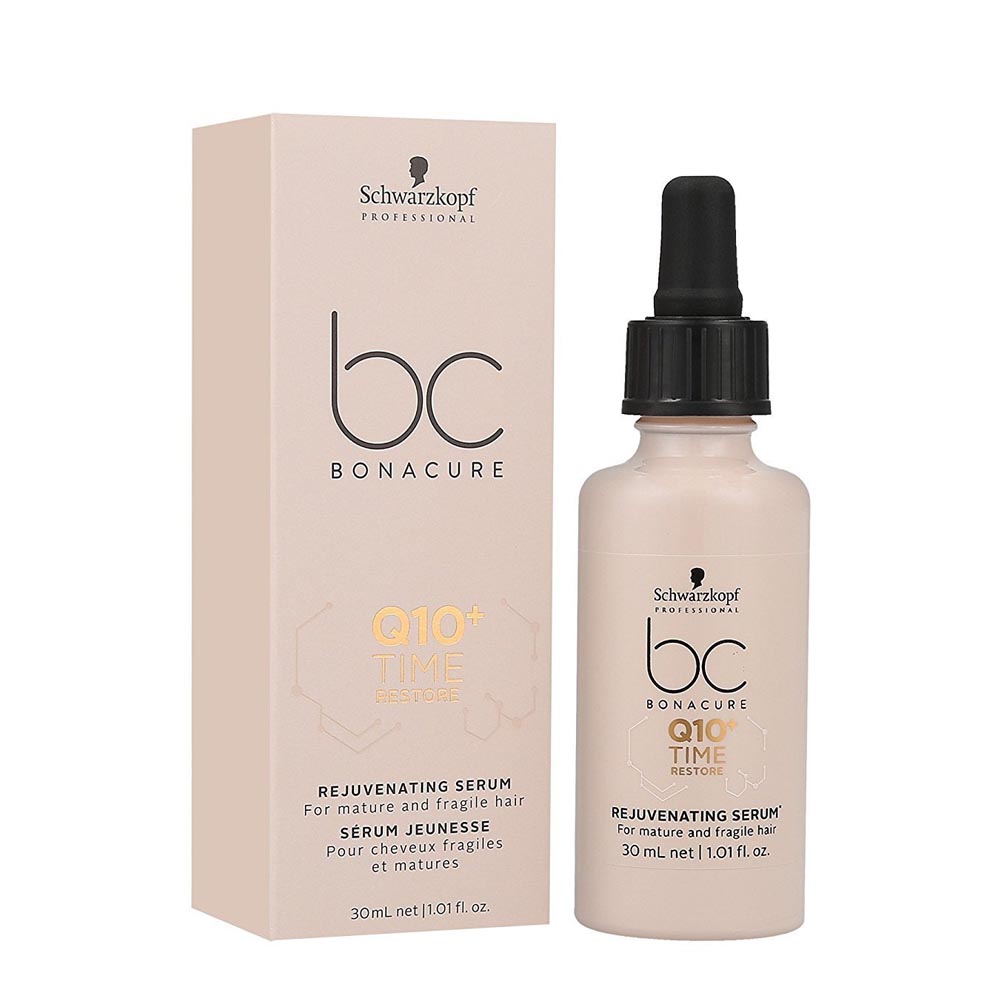 Schwarzkopf
PROFESSIONAL
bc
BONACURE
Q10+
TIME
RESTORE
REJUVENATING SERUM
For mature and fragile hair
SÉRUM JEUNESSE
Pour cheveux fragiles
et matures
30mL net | 1.01 fl. oz.
Schwarzkopf
PROFESSIONAL
bc
BONACURE
Q10+
TIME
RESTORE
REJUVENATING SERUM*
For mature and fragile hair
30 mL net | 1.01 fl. oz.